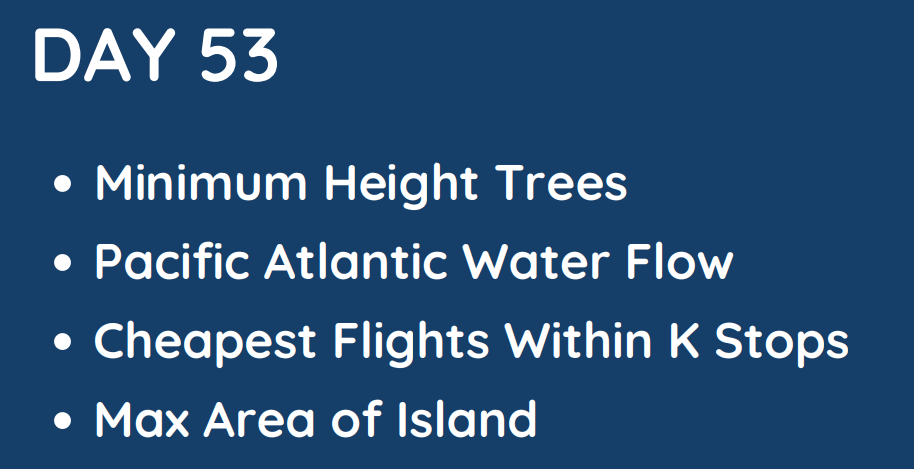 DAY 53
• Minimum Height Trees
• Pacific Atlantic Water Flow
• Cheapest Flights Within K Stops
• Max Area of Island